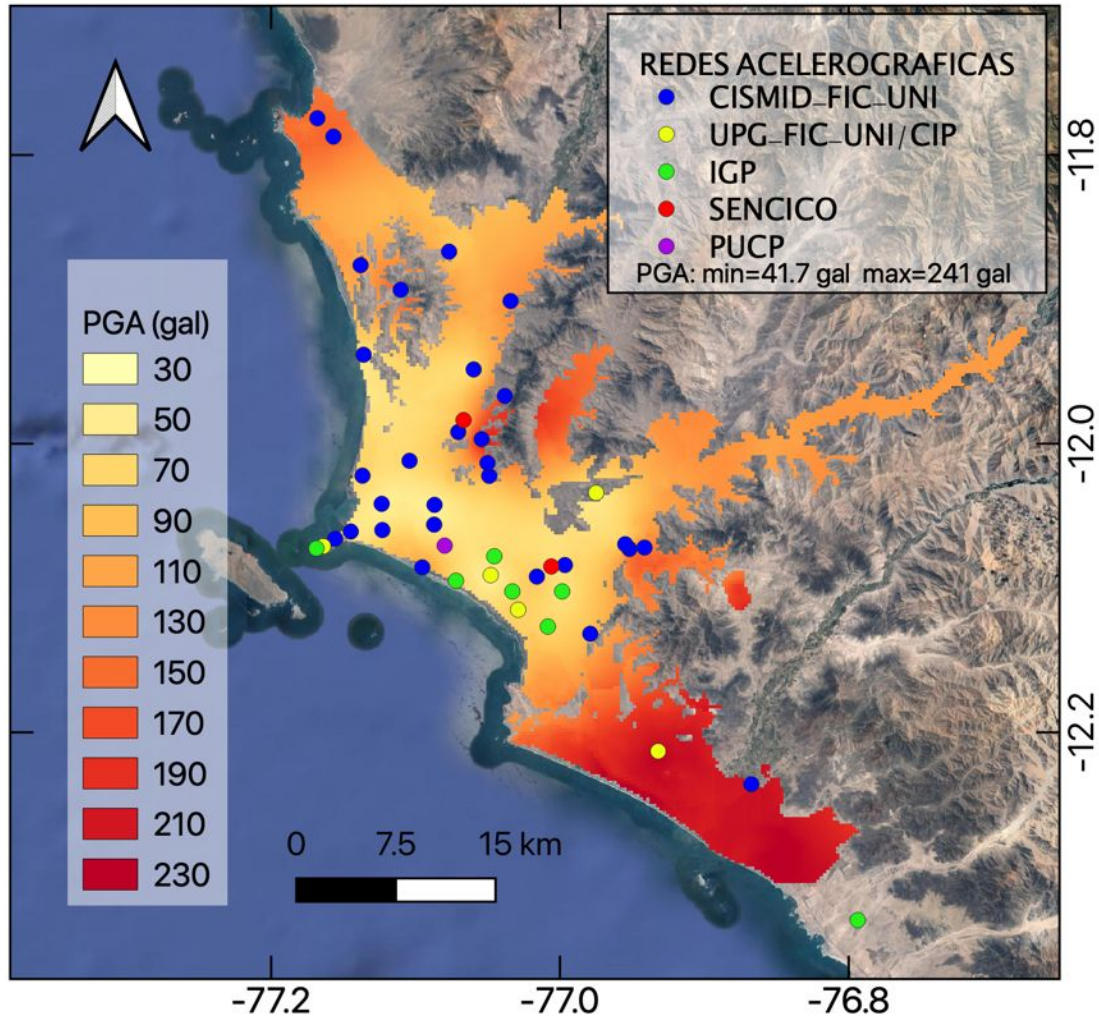 REDES ACELEROGRAFICAS
CISMID_FIC_UNI
UPG_FIC_UNI/CIP
IGP
SENCICO
PUCP
PGA: min=41.7 gal max=241 gal
PGA (gal)
30
50
70
90
110
130
150
170
190
210
230
0 7.5 15 km
-11.8
-12.0
-12.2
-77.2 -77.0 -76.8